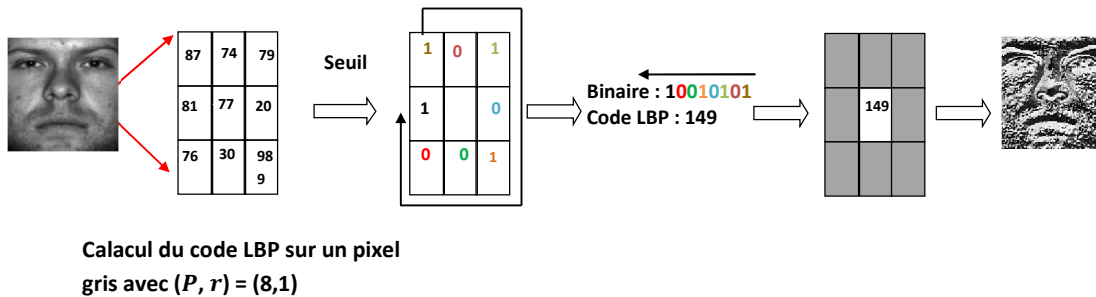 87 74 79
81 77 20
76 30 98
9
Seuil
1 0 1
1 0
0 0 1
Binaire : 10010101
Code LBP : 149
149
Calacul du code LBP sur un pixel
gris avec (P, r) = (8,1)